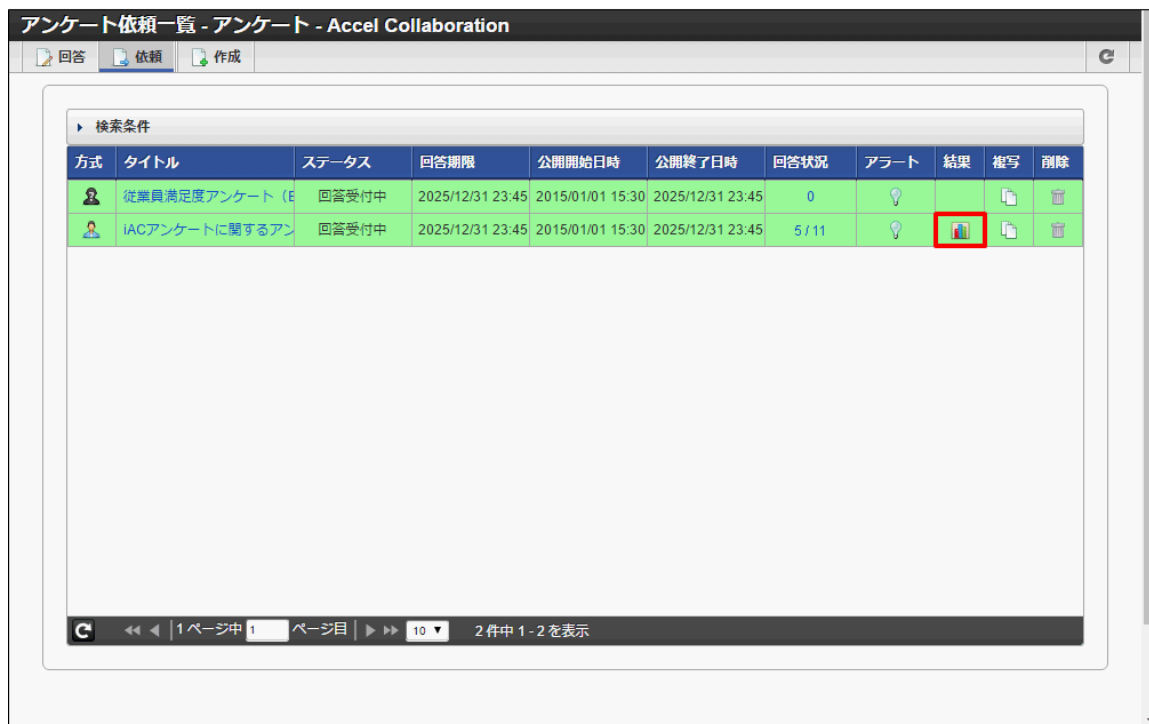 アンケート依頼一覧 - アンケート - Accel Collaboration
回答 依頼 作成
検索条件
方式 タイトル ステータス 回答期限 公開開始日時 公開終了日時 回答状況 アラート 結果 複写 削除
従業員満足度アンケート（E 回答受付中 2025/12/31 23:45 2015/01/01 15:30 2025/12/31 23:45 0
iACアンケートに関するアン 回答受付中 2025/12/31 23:45 2015/01/01 15:30 2025/12/31 23:45 5 / 11
1 ページ中 1 ページ目 10 2 件中 1 - 2 を表示